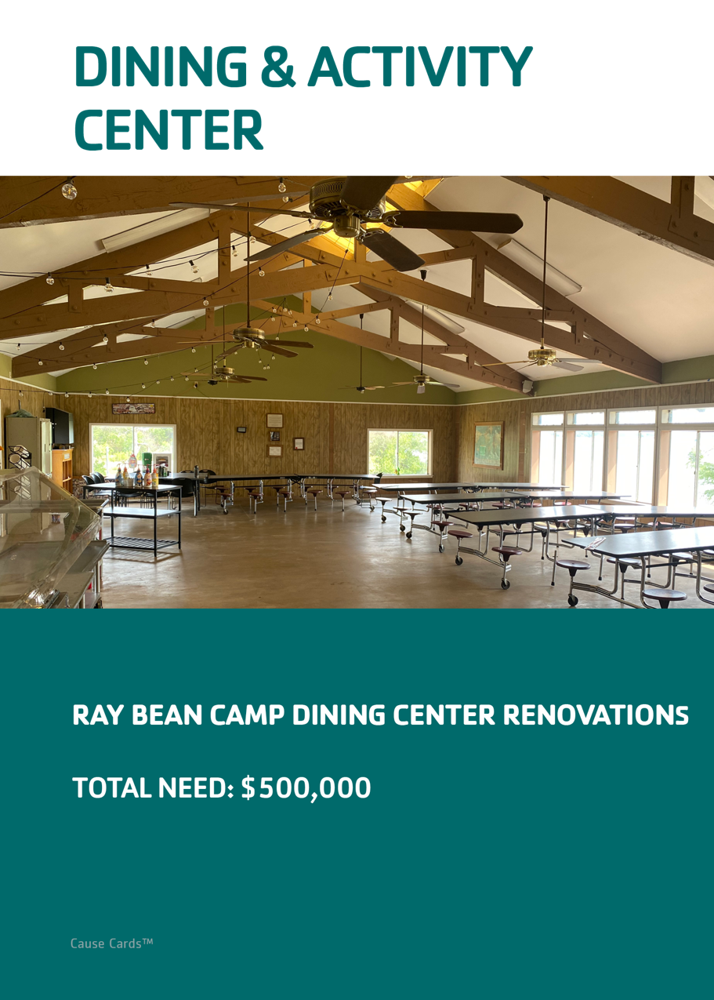 DINING & ACTIVITY
CENTER
RAY BEAN CAMP DINING CENTER RENOVATIONS
TOTAL NEED: $500,000
Cause Cards™